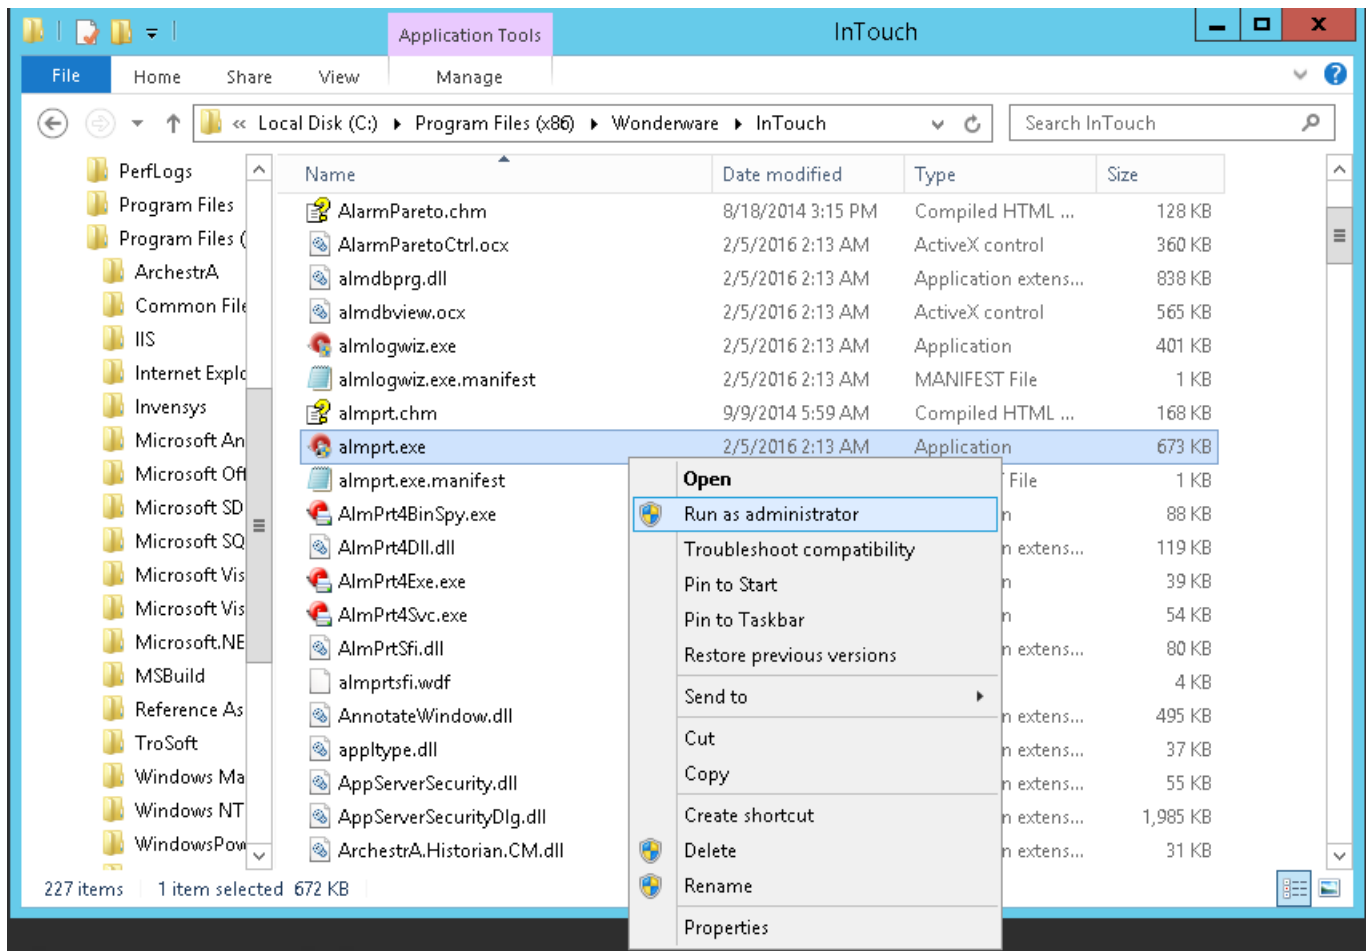 Application Tools
InTouch
File Home Share View Manage
« Local Disk (C:) Program Files (x86) Wonderware InTouch
Search InTouch
Name Date modified Type Size
PerfLogs
Program Files
Program Files (
ArchestrA
Common File
IIS
Internet Explo
Invensys
Microsoft An
Microsoft Off
Microsoft SD
Microsoft SQ
Microsoft Vis
Microsoft Vis
Microsoft.NE
MSBuild
Reference As
TroSoft
Windows Ma
Windows NT
WindowsPow
AlarmPareto.chm 8/18/2014 3:15 PM Compiled HTML ... 128 KB
AlarmParetoCtrl.ocx 2/5/2016 2:13 AM ActiveX control 360 KB
almdbprg.dll 2/5/2016 2:13 AM Application extens... 838 KB
almdbview.ocx 2/5/2016 2:13 AM ActiveX control 565 KB
almlogwiz.exe 2/5/2016 2:13 AM Application 401 KB
almlogwiz.exe.manifest 2/5/2016 2:13 AM MANIFEST File 1 KB
almprt.chm 9/9/2014 5:59 AM Compiled HTML ... 168 KB
almprt.exe 2/5/2016 2:13 AM Application 673 KB
almprt.exe.manifest File 1 KB
AlmPrt4BinSpy.exe n 88 KB
AlmPrt4Dll.dll n extens... 119 KB
AlmPrt4Exe.exe n 39 KB
AlmPrt4Svc.exe n 54 KB
AlmPrtSfi.dll n extens... 80 KB
almprtsfi.wdf 4 KB
AnnotateWindow.dll n extens... 495 KB
appltype.dll n extens... 37 KB
AppServerSecurity.dll n extens... 55 KB
AppServerSecurityDlg.dll n extens... 1,985 KB
ArchestrA.Historian.CM.dll n extens... 31 KB
Open
Run as administrator
Troubleshoot compatibility
Pin to Start
Pin to Taskbar
Restore previous versions
Send to
Cut
Copy
Create shortcut
Delete
Rename
Properties
227 items 1 item selected 672 KB